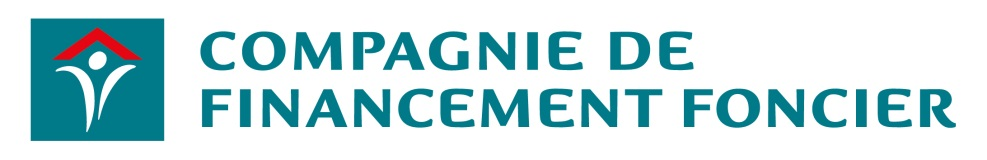 COMPAGNIE DE
FINANCEMENT FONCIER